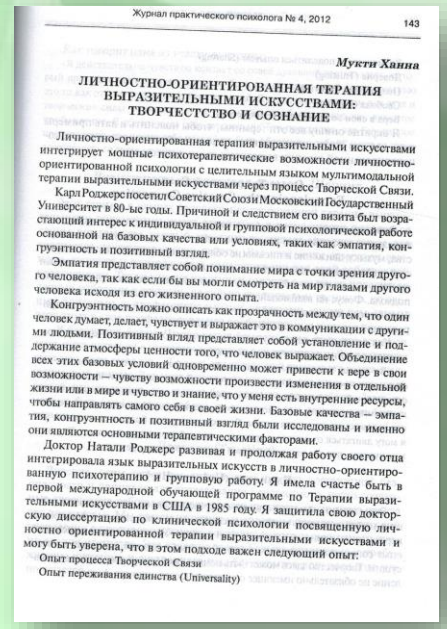 Журнал практического психолога № 4, 2012
143
Мукти Ханна
ЛИЧНОСТНО-ОРИЕНТИРОВАННАЯ ТЕРАПИЯ
ВЫРАЗИТЕЛЬНЫМИ ИСКУССТВАМИ:
ТВОРЧЕСТСТВО И СОЗНАНИЕ
Личностно-ориентированная терапия выразительными искусствами
интегрирует мощные психотерапевтические возможности личностно-
ориентированной психологии с целительным языком мультимодальной
терапии выразительными искусствами через процесс Творческой Связи.
Карл Роджерс посетил Советский Союз и Московский Государственный
Университет в 80-ые годы. Причиной и следствием его визита был возра-
стающий интерес к индивидуальной и групповой психологической работе
основанной на базовых качества или условиях, таких как эмпатия, кон-
груэнтность и позитивный взгляд.
Эмпатия представляет собой понимание мира с точки зрения друго-
го человека, так как если бы вы могли смотреть на мир глазами другого
человека исходя из его жизненного опыта.
Конгруэнтность можно описать как прозрачность между тем, что один
человек думает, делает, чувствует и выражает это в коммуникации с други-
ми людьми. Позитивный вгляд представляет собой установление и под-
держание атмосферы ценности того, что человек выражает. Объединение
всех этих базовых условий одновременно может привести к вере в свои
возможности – чувству возможности произвести изменения в отдельной
жизни или в мире и чувство и знание, что у меня есть внутренние ресурсы,
чтобы направлять самого себя в своей жизни. Базовые качества – эмпа-
тия, конгруэнтность и позитивный взгляд были исследованы и именно
они являются основными терапевтическими факторами.
Доктор Натали Роджерс развивая и продолжая работу своего отца
интегрировала язык выразительных искусств в личностно-ориентиро-
ванную психотерапию и групповую работу. Я имела счастье быть в
первой международной обучающей программе по Терапии вырази-
тельными искусствами в США в 1985 году. Я защитила свою доктор-
скую диссертацию по клинической психологии посвященную лич-
ностно ориентированной терапии выразительными искусствами и
могу быть уверена, что в этом подходе важен следующий опыт:
Опыт процесса Творческой Связи
Опыт переживания единства (Universality)